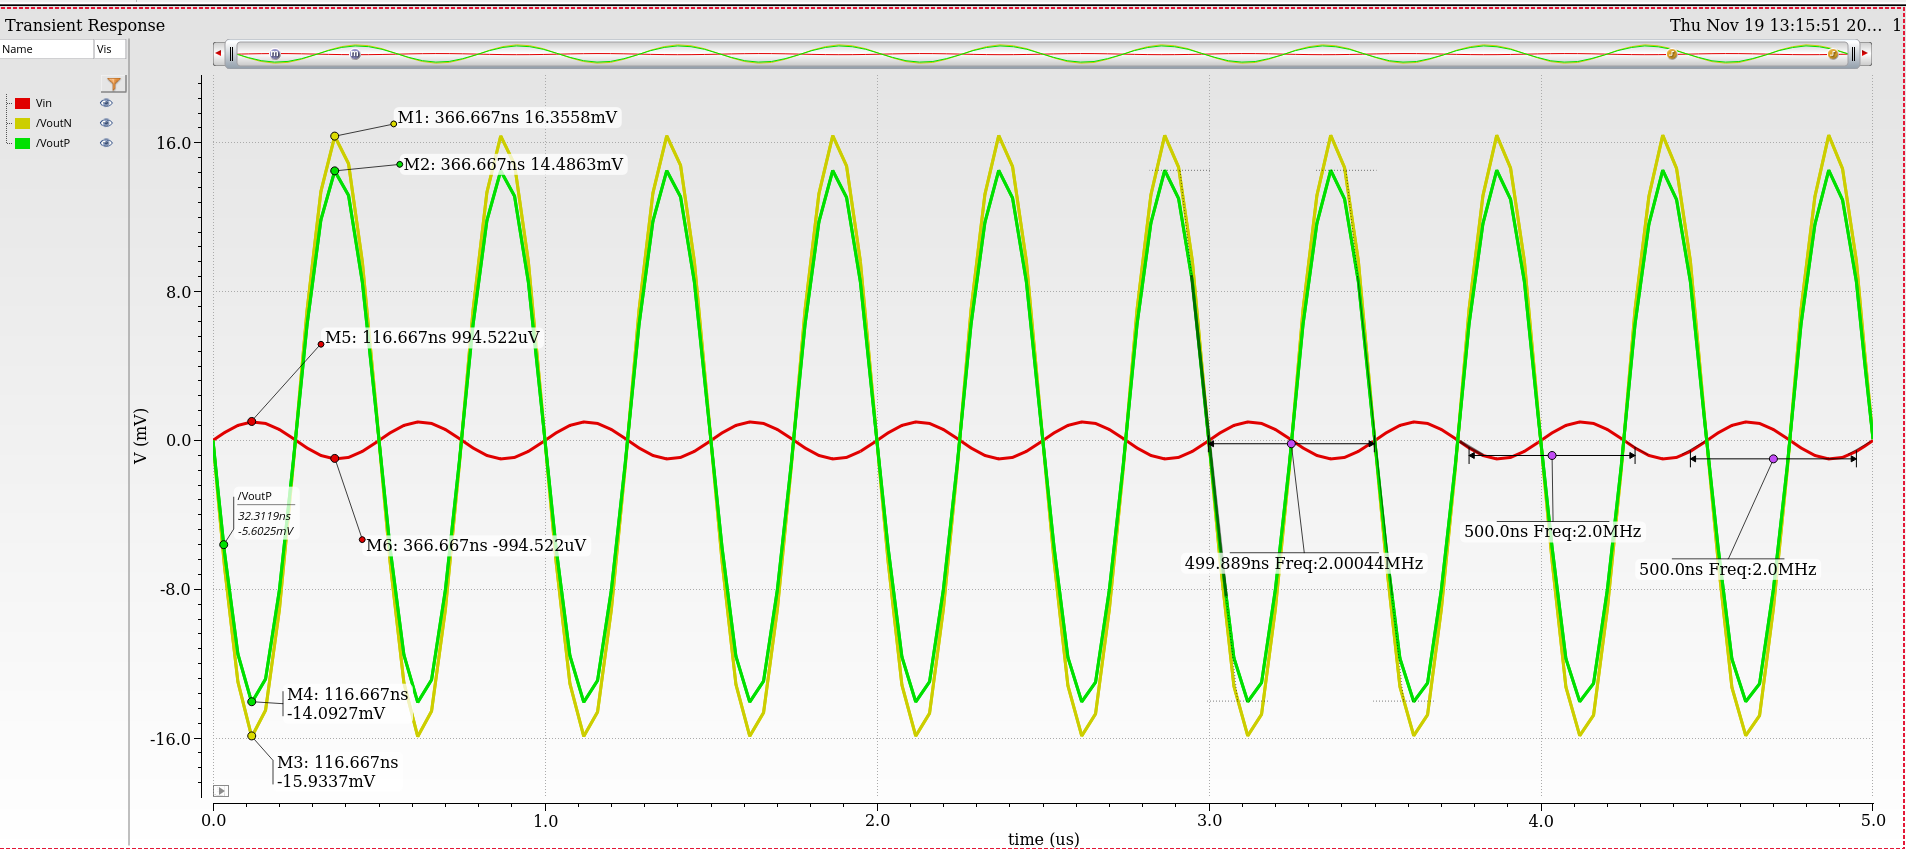 Transient Response
Thu Nov 19 13:15:51 20... 1
Name Vis
Vin
/VoutN
/VoutP
M1: 366.667ns 16.3558mV
16.0
M2: 366.667ns 14.4863mV
8.0
M5: 116.667ns 994.522uV
V (mV)
0.0
/VoutP
32.3119ns
-5.6025mV
500.0ns Freq:2.0MHz
M6: 366.667ns -994.522uV
499.889ns Freq:2.00044MHz
500.0ns Freq:2.0MHz
-8.0
M4: 116.667ns
-14.0927mV
-16.0
M3: 116.667ns
-15.9337mV
0.0 1.0 2.0 3.0 4.0 5.0
time (us)